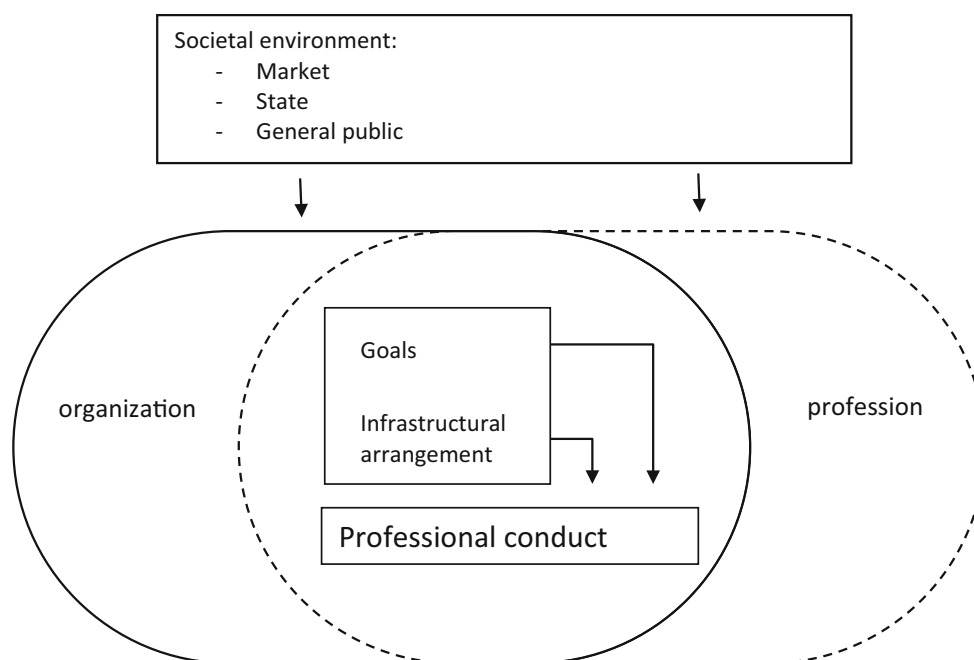 Societal environment:
- Market
- State
- General public
Goals
organization
profession
Infrastructural
arrangement
Professional conduct